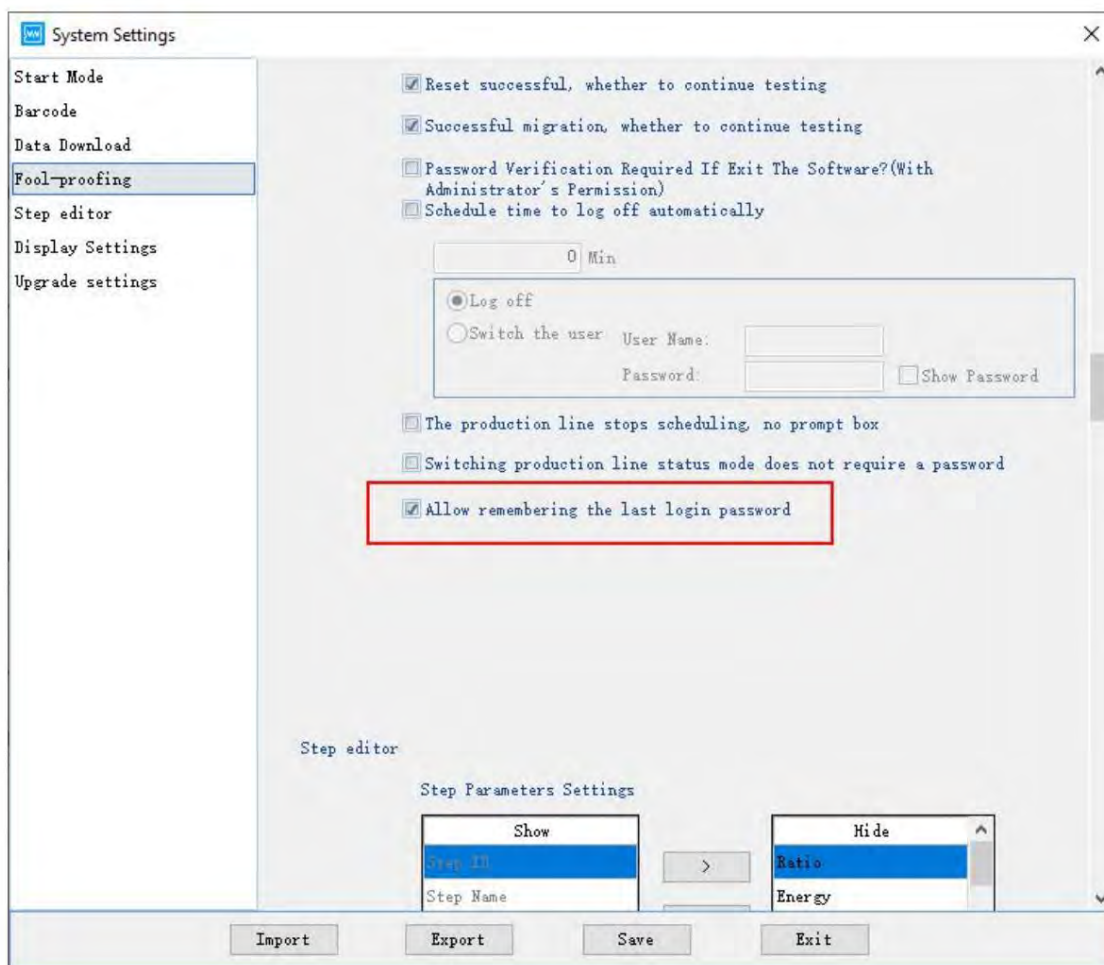 System Settings
Start Mode
Barcode
Data Download
Fool-proofing
Step editor
Display Settings
Upgrade settings
Reset successful, whether to continue testing
Successful migration, whether to continue testing
Password Verification Required If Exit The Software?(With
Administrator's Permission)
Schedule time to log off automatically
0 Min
Log off
Switch the user
User Name:
Password:
Show Password
The production line stops scheduling, no prompt box
Switching production line status mode does not require a password
Allow remembering the last login password
Step editor
Step Parameters Settings
Show
Step ID
Step Name
>
Hide
Ratio
Energy
Import
Export
Save
Exit